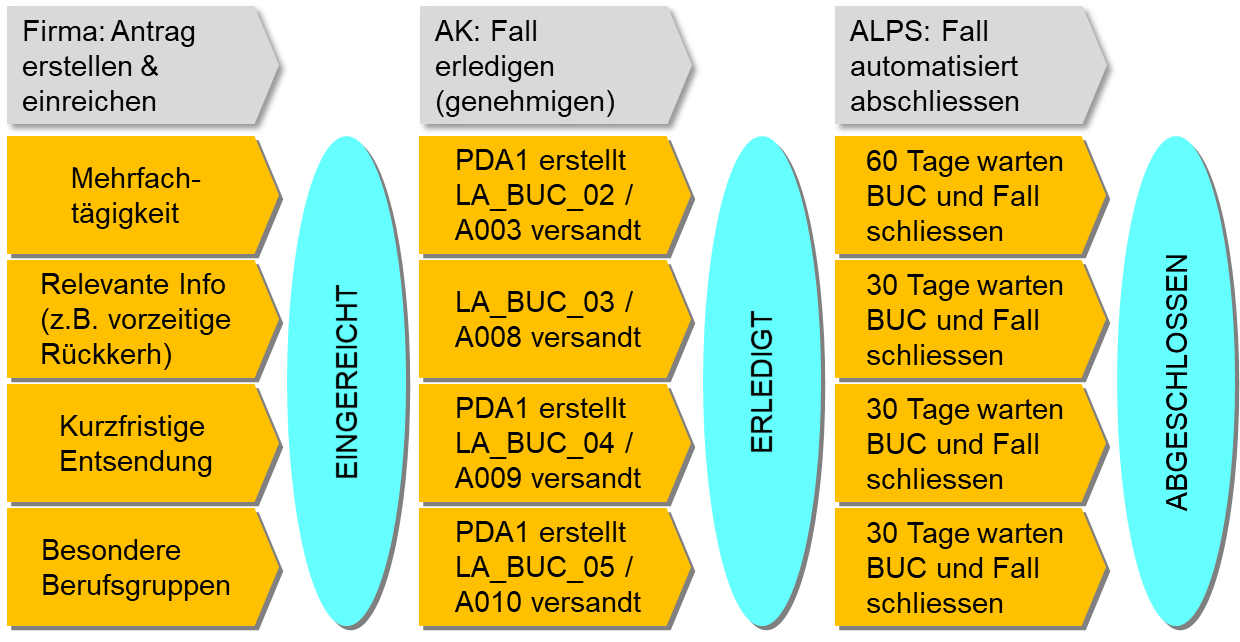 Firma: Antrag
erstellen &
einreichen
AK: Fall
erledigen
(genehmigen)
ALPS: Fall
automatisiert
abschliessen
Mehrfach-
tägigkeit
PDA1 erstellt
LA_BUC_02 /
A003 versandt
60 Tage warten
BUC und Fall
schliessen
Relevante Info
(z.B. vorzeitige
Rückkerh)
LA_BUC_03 /
A008 versandt
30 Tage warten
BUC und Fall
schliessen
Kurzfristige
Entsendung
PDA1 erstellt
LA_BUC_04 /
A009 versandt
30 Tage warten
BUC und Fall
schliessen
Besondere
Berufsgruppen
PDA1 erstellt
LA_BUC_05 /
A010 versandt
30 Tage warten
BUC und Fall
schliessen
EINGEREICHT
ERLEDIGT
ABGESCHLOSSEN